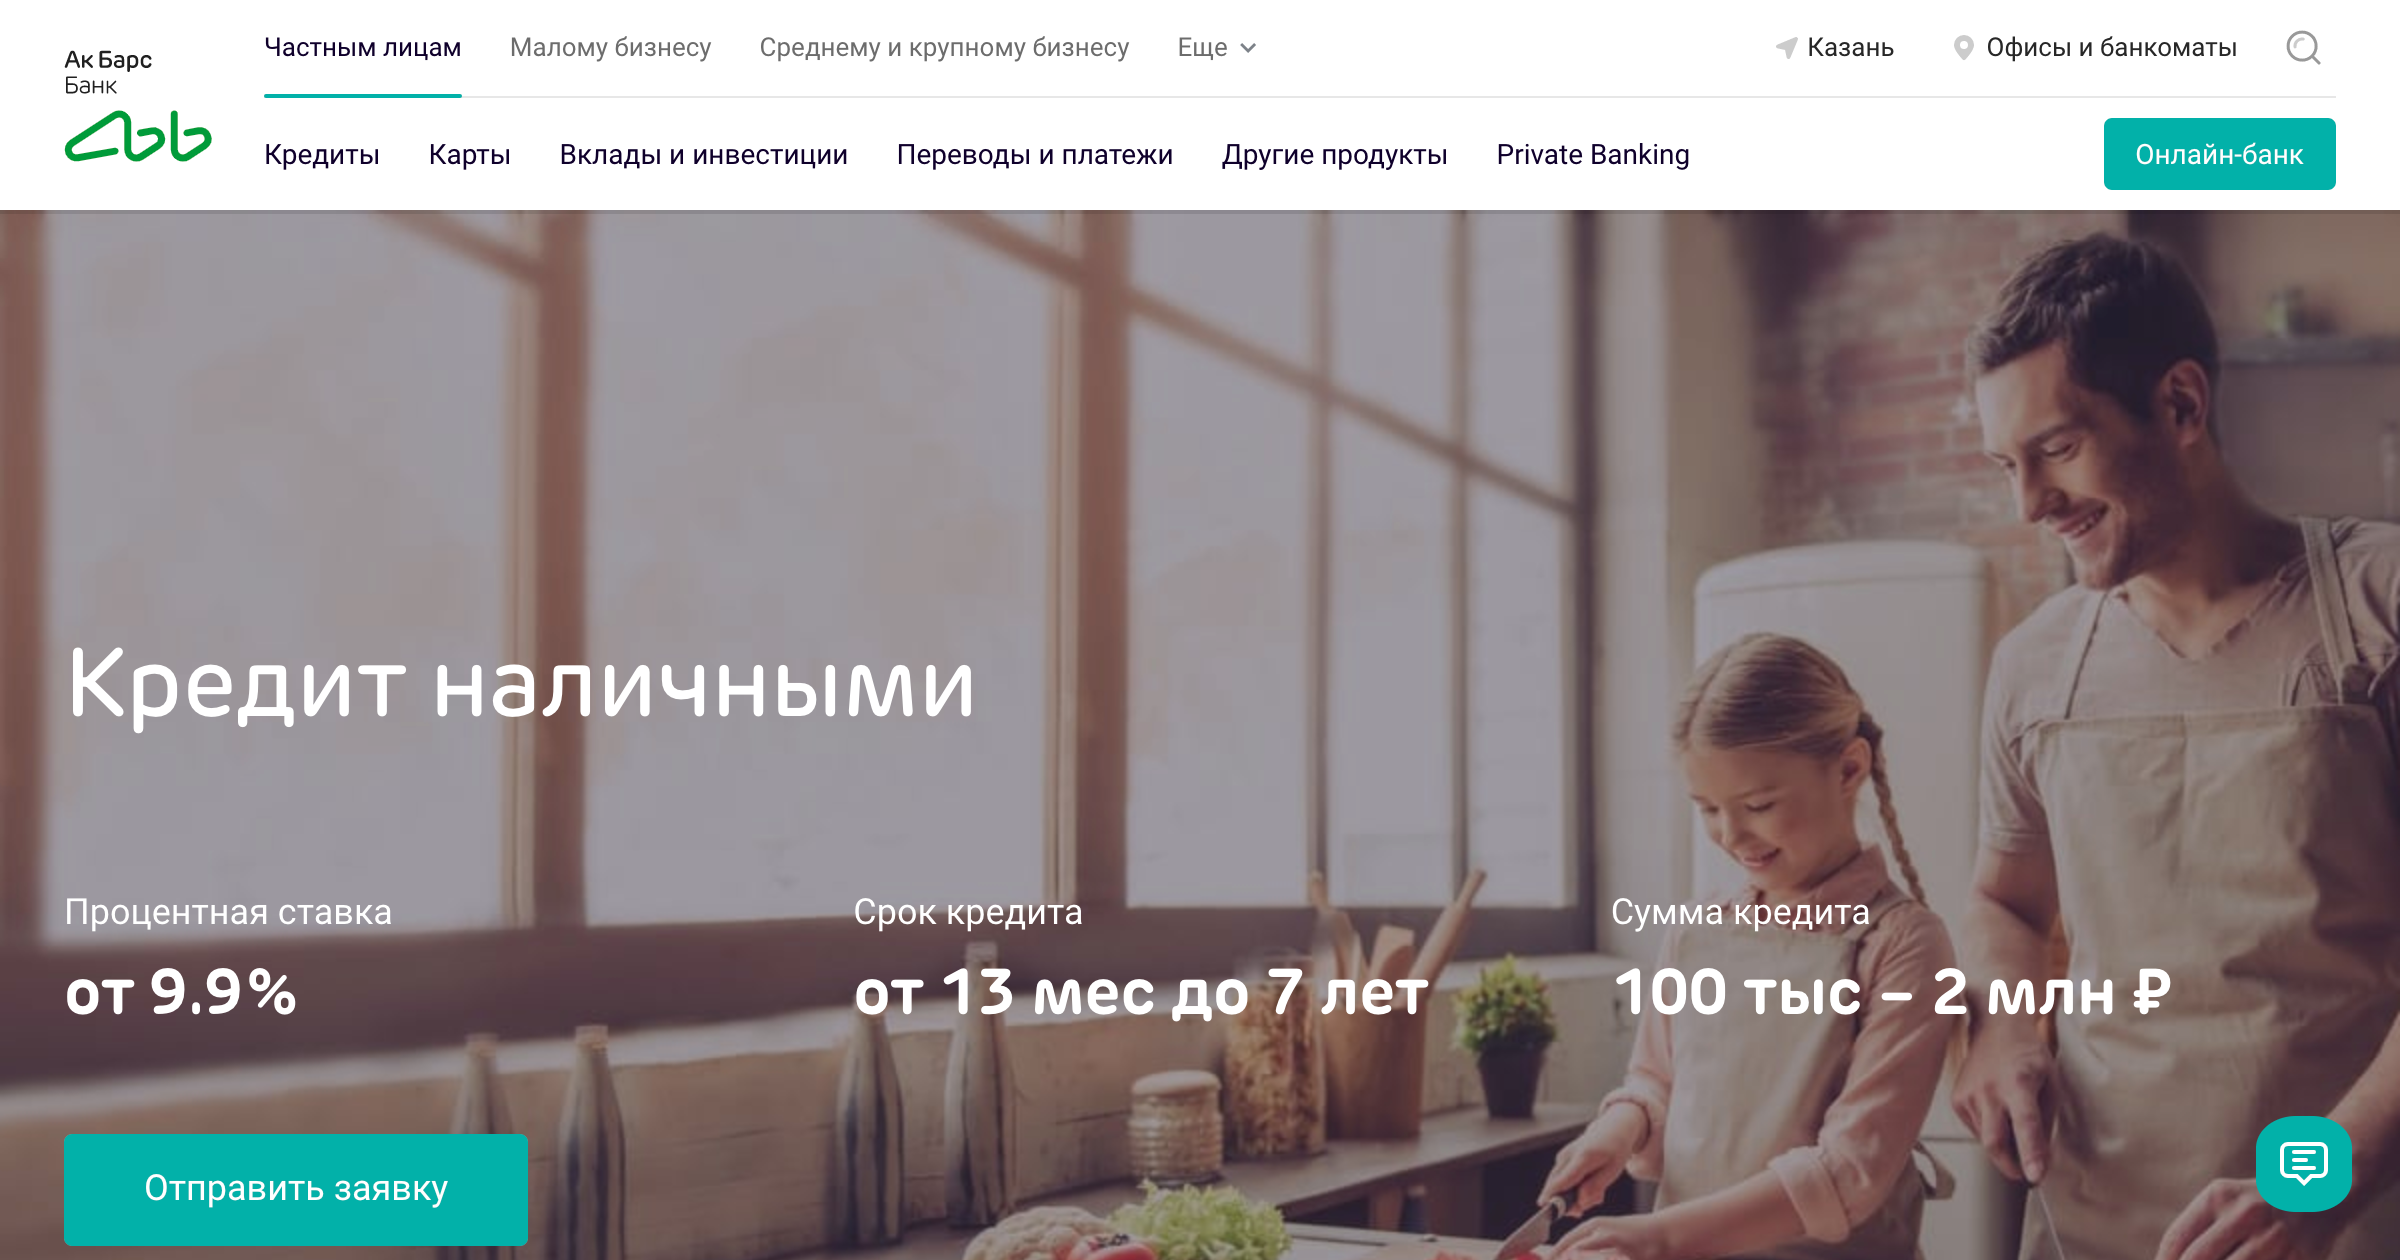 Ак Барс
Банк
Частным лицам Малому бизнесу Среднему и крупному бизнесу Еще Казань Офисы и банкоматы
Кредиты Карты Вклады и инвестиции Переводы и платежи Другие продукты Private Banking Онлайн-банк
Кредит наличными
Процентная ставка Срок кредита Сумма кредита
от 9.9% от 13 мес до 7 лет 100 тыс – 2 млн ₽
Отправить заявку